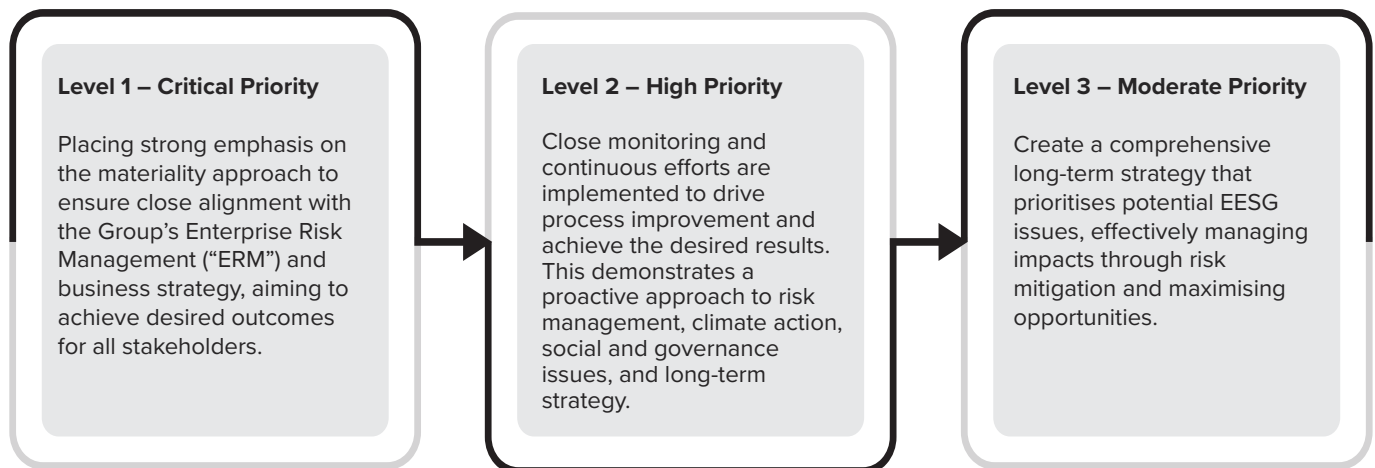 Level 1 – Critical Priority
Placing strong emphasis on
the materiality approach to
ensure close alignment with
the Group’s Enterprise Risk
Management (“ERM”) and
business strategy, aiming to
achieve desired outcomes
for all stakeholders.
Level 2 – High Priority
Close monitoring and
continuous efforts are
implemented to drive
process improvement and
achieve the desired results.
This demonstrates a
proactive approach to risk
management, climate action,
social and governance
issues, and long-term
strategy.
Level 3 – Moderate Priority
Create a comprehensive
long-term strategy that
prioritises potential EESG
issues, effectively managing
impacts through risk
mitigation and maximising
opportunities.